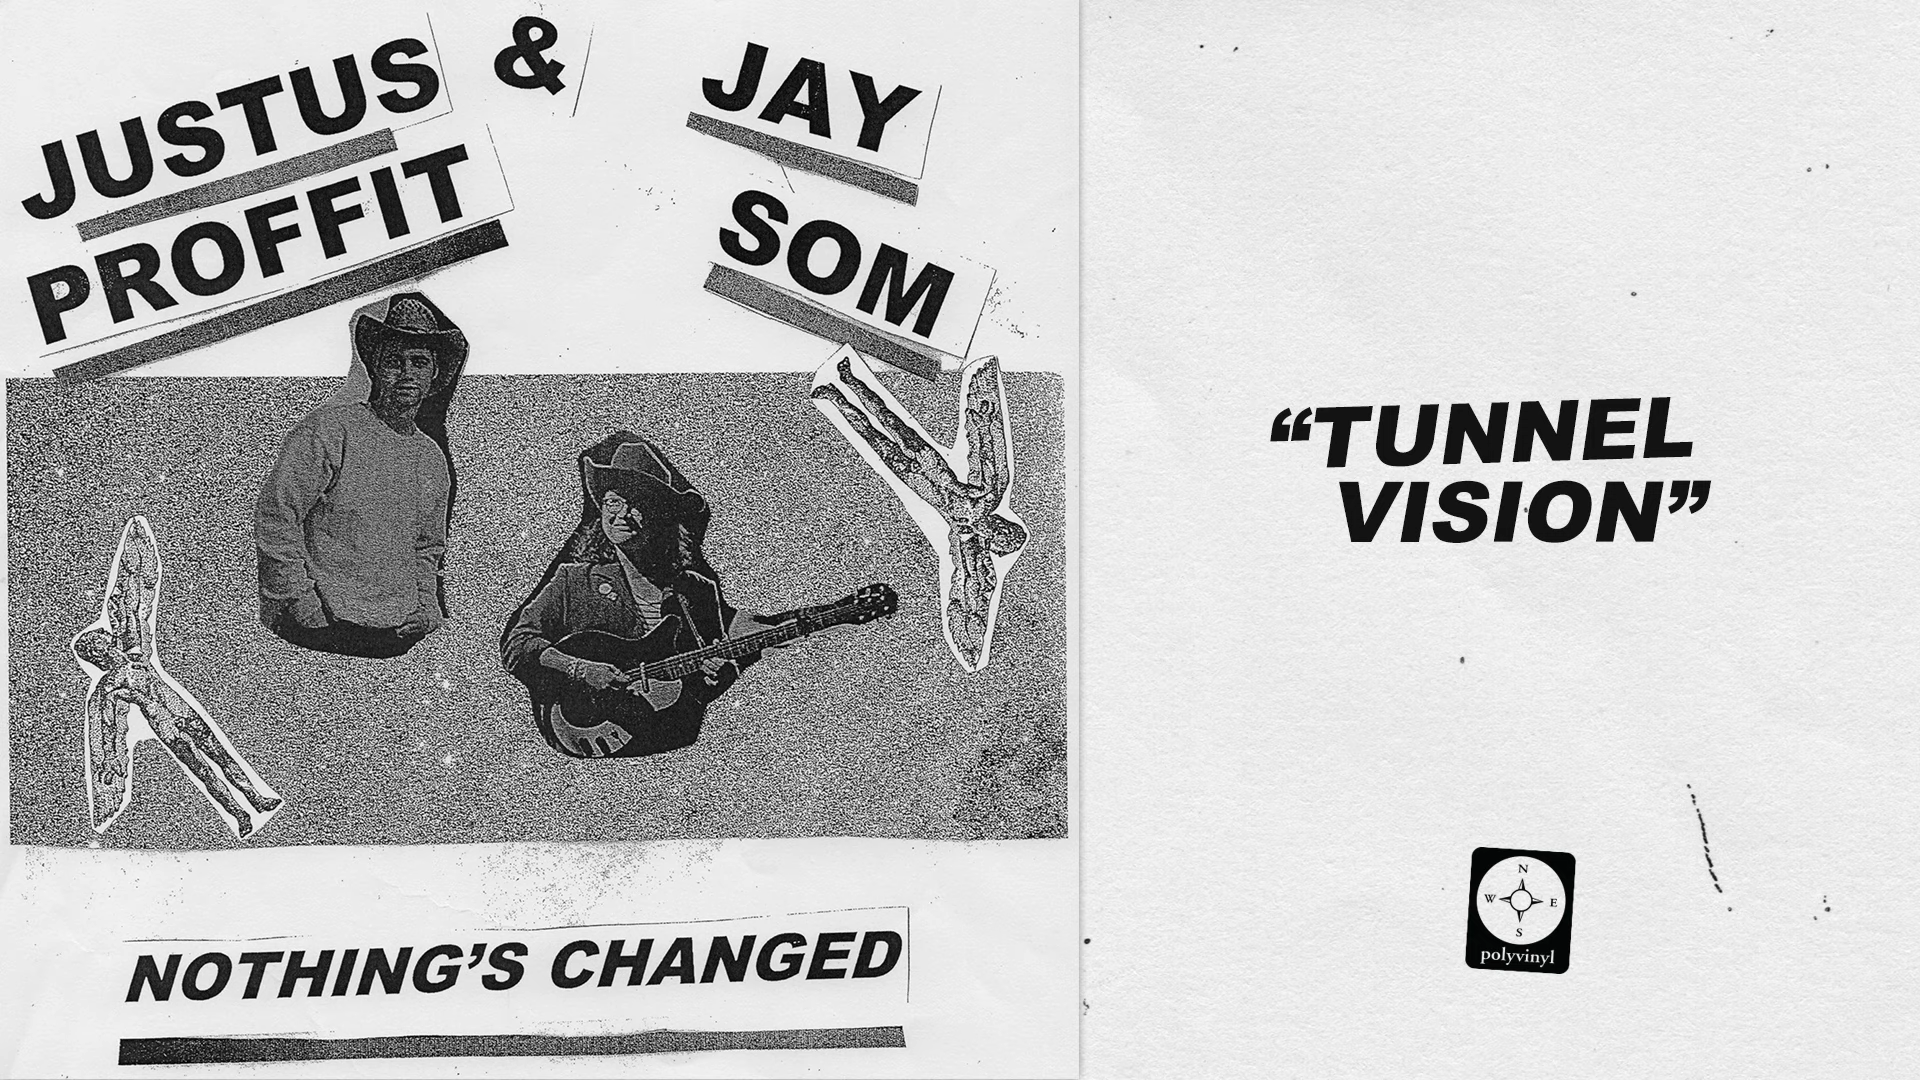 JUSTUS & JAY
PROFFIT SOM
NOTHING’S CHANGED
“TUNNEL
VISION”
N
W E
S
polyvinyl